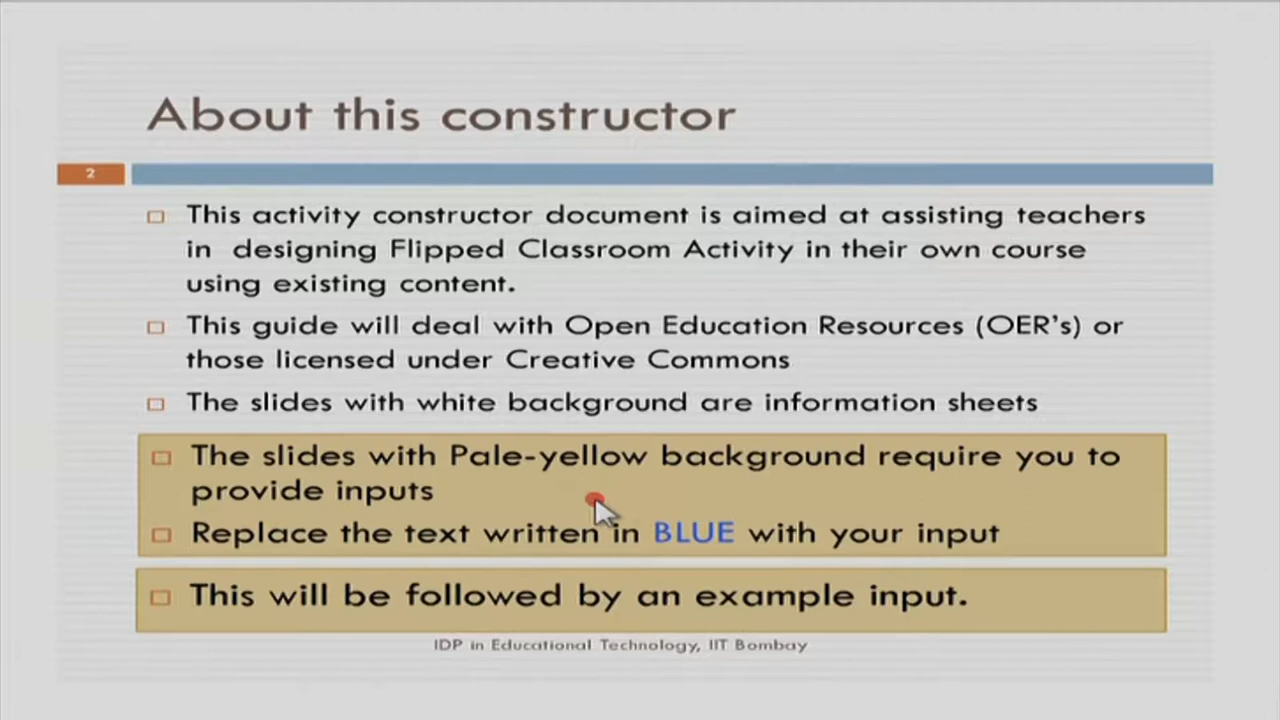 About this constructor
2
This activity constructor document is aimed at assisting teachers
in designing Flipped Classroom Activity in their own course
using existing content.
This guide will deal with Open Education Resources (OER's) or
those licensed under Creative Commons
The slides with white background are information sheets
The slides with Pale-yellow background require you to
provide inputs
Replace the text written in BLUE with your input
This will be followed by an example input.
IDP in Educational Technology, IIT Bombay